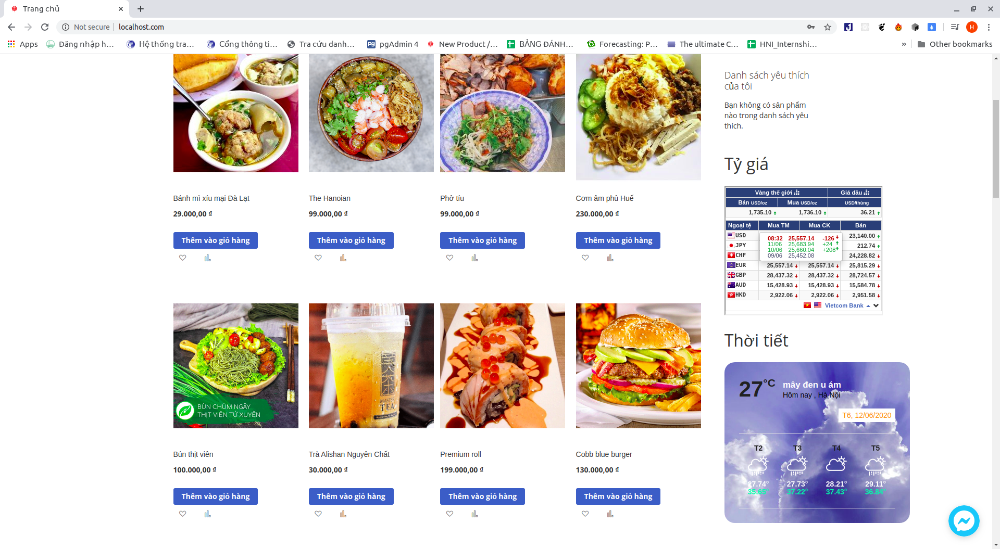 Trang chủ
Not secure
localhost.com
H
Apps
Đăng nhập h...
Hệ thống tra...
Cổng thông ti...
Tra cứu danh...
Pg
pgAdmin 4
New Product /...
BẢNG ĐÁNH...
Forecasting: P...
The ultimate C...
HNI_Internshi...
»
Other bookmarks
Bánh mì xíu mại Đà Lạt
29.000,00 ₫
Thêm vào giỏ hàng
The Hanoian
99.000,00 ₫
Thêm vào giỏ hàng
Phở tíu
99.000,00 ₫
Thêm vào giỏ hàng
Cơm âm phủ Huế
230.000,00 ₫
Thêm vào giỏ hàng
BÙN CHÙM NGÂY
THỊT VIÊN TỨ XUYÊN
Bún thịt viên
100.000,00 ₫
Thêm vào giỏ hàng
TEA
Trà Alishan Nguyên Chất
30.000,00 ₫
Thêm vào giỏ hàng
Premium roll
199.000,00 ₫
Thêm vào giỏ hàng
Cobb blue burger
130.000,00 ₫
Thêm vào giỏ hàng
Danh sách yêu thích
của tôi
Bạn không có sản phẩm
nào trong danh sách yêu
thích.
Tỷ giá
Vàng thế giới Giá dầu
Bán USD/oz Mua USD/oz USD/thùng
1,735.10 1,736.10 36.21
Ngoại tệ Mua TM Mua CK Bán
USD 23,140.00
JPY 212.74
CHF 24,228.82
08:32 25,557.14 -126
11/06 25,683.94 +24
10/06 25,660.04 +208
09/06 25,452.08
EUR 25,557.14 25,557.14 25,815.29
GBP 28,437.32 28,437.32 28,724.57
AUD 15,428.93 15,428.93 15,584.78
HKD 2,922.06 2,922.06 2,951.58
Vietcom Bank
Thời tiết
27°C
mây đen u ám
Hôm nay , Hà Nội
T6, 12/06/2020
T2 T3 T4 T5
27.74° 27.73° 28.21° 29.11°
35.65° 37.22° 37.43° 36.84°